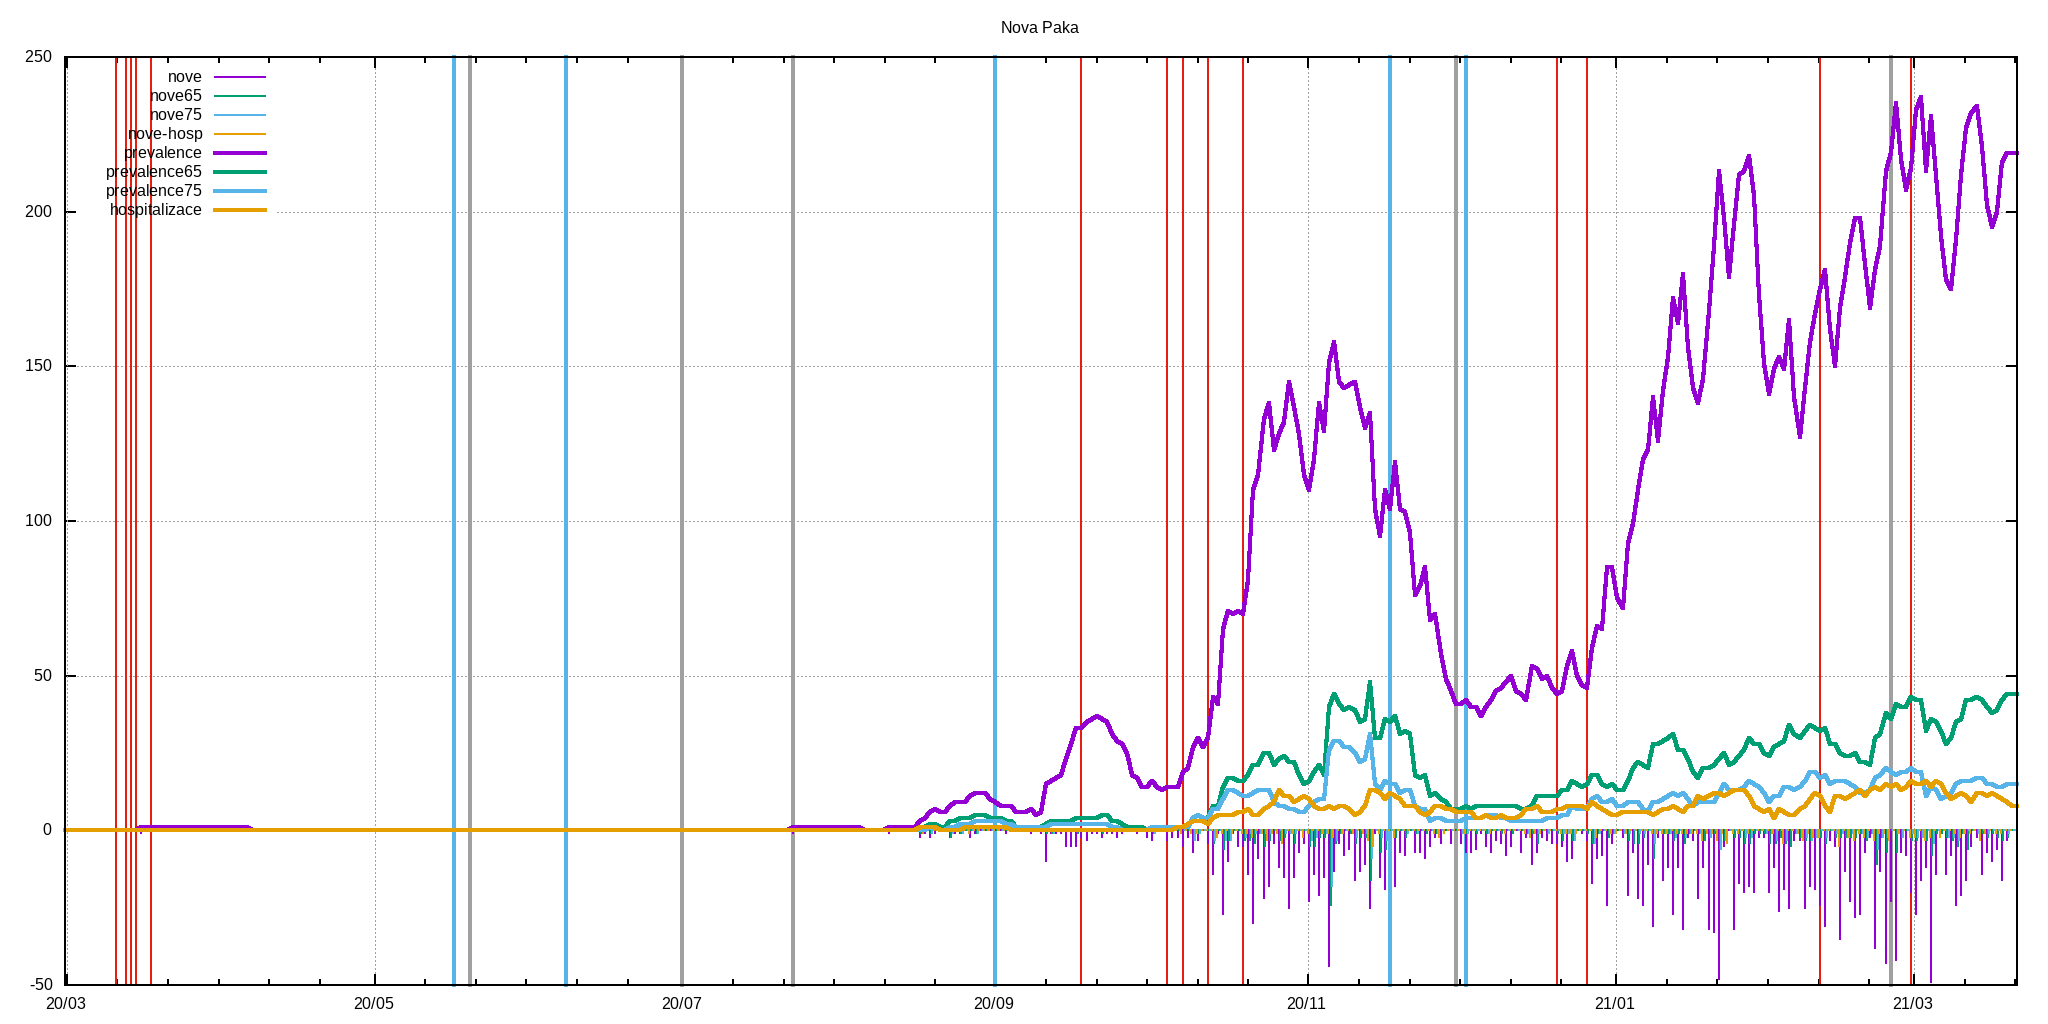 Nova Paka
250
200
150
100
50
0
-50
nove
nove65
nove75
nove-hosp
prevalence
prevalence65
prevalence75
hospitalizace
20/03 20/05 20/07 20/09 20/11 21/01 21/03